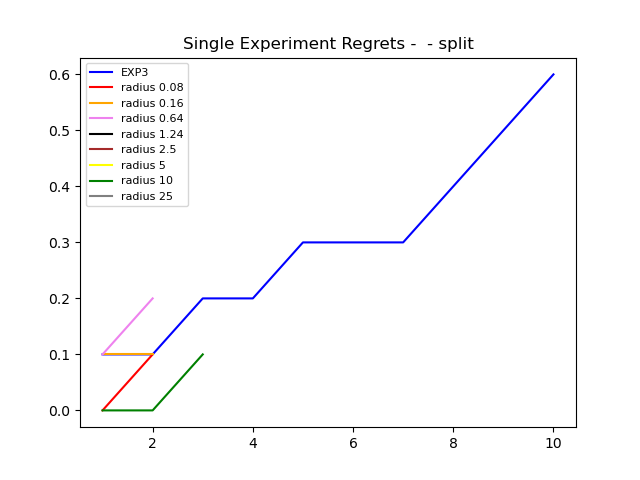 Single Experiment Regrets -  - split
EXP3
radius 0.08
radius 0.16
radius 0.64
radius 1.24
radius 2.5
radius 5
radius 10
radius 25
0.6
0.5
0.4
0.3
0.2
0.1
0.0
2 4 6 8 10